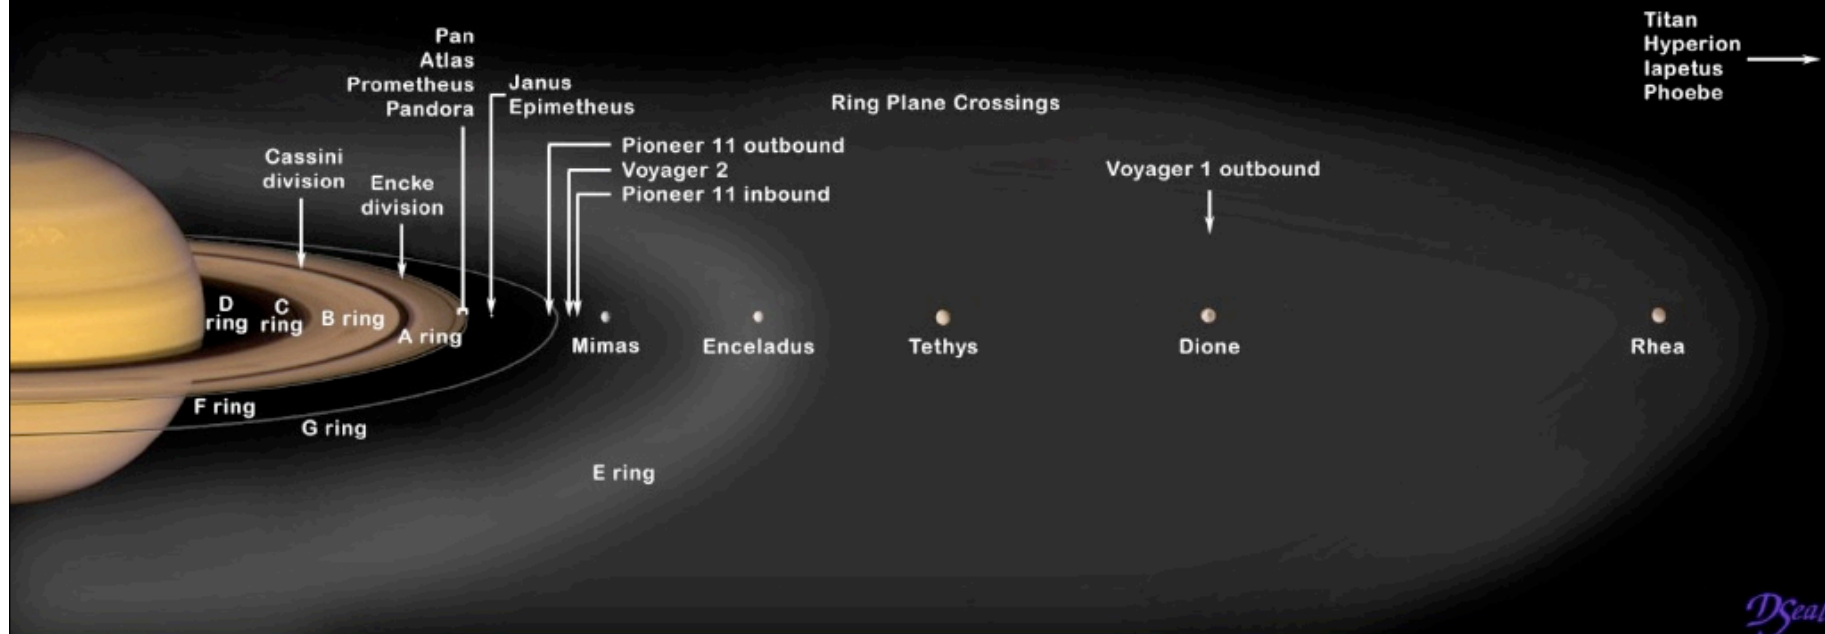 Titan
Hyperion
Iapetus
Phoebe
Pan
Atlas
Prometheus
Pandora
Janus
Epimetheus
Ring Plane Crossings
Pioneer 11 outbound
Voyager 2
Pioneer 11 inbound
Cassini
division
Encke
division
Voyager 1 outbound
D
ring
C
ring
B ring
A ring
Mimas
Enceladus
Tethys
Dione
Rhea
F ring
G ring
E ring
DSeal